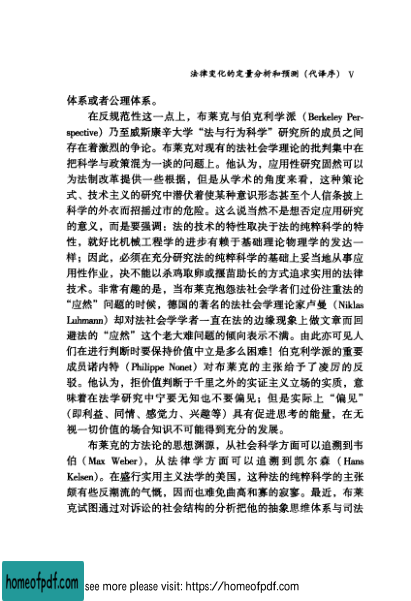 法律变化的定量分析和预测（代译序） V
体系或者公理体系。
在反规范性这一点上，布莱克与伯克利学派（Berkeley Per-
spective）乃至威斯康辛大学“法与行为科学”研究所的成员之间
存在着激烈的争论。布莱克对现有的法社会学理论的批判集中在
把科学与政策混为一谈的问题上。他认为，应用性研究固然可以
为法制改革提供一些根据，但是从学术的角度来看，这种策论
式、技术主义的研究中潜伏着使某种意识形态甚至个人信条披上
科学的外衣而招摇过市的危险。这么说当然不是想否定应用研究
的意义，而是要强调：法的技术的特性取决于法的纯粹科学的特
性，就好比机械工程学的进步有赖于基础理论物理学的发达一
样；因此，必须在充分研究法的纯粹科学的基础上妥当地从事应
用性作业，决不能以杀鸡取卵或揠苗助长的方式追求实用的法律
技术。非常有趣的是，当布莱克抱怨法社会学者们过份注重法的
“应然”问题的时候，德国的著名的法社会学理论家卢曼（Niklas
Luhmann）却对法社会学学者一直在法的边缘现象上做文章而回
避法的“应然”这个老大难问题的倾向表示不满。由此亦可见人
们在进行判断时要保持价值中立是多么困难！伯克利学派的重要
成员诺内特（Philippe Nonet）对布莱克的主张给予了凌厉的反
驳。他认为，拒价值判断于千里之外的实证主义立场的实质，意
味着在法学研究中宁要无知也不要偏见；但是实际上“偏见”
（即利益、同情、感觉力、兴趣等）具有促进思考的能量，在无
视一切价值的场合知识不可能得到充分的发展。
布莱克的方法论的思想渊源，从社会科学方面可以追溯到韦
伯（Max Weber），从法律学方面可以追溯到凯尔森（Hans
Kelsen）。在盛行实用主义法学的美国，这种法的纯粹科学的主张
颇有些反潮流的气慨，因而也难免曲高和寡的寂寥。最近，布莱
克试图通过对诉讼的社会结构的分析把他的抽象思维体系与司法
homeofpdf.com
see more please visit: https://homeofpdf.com